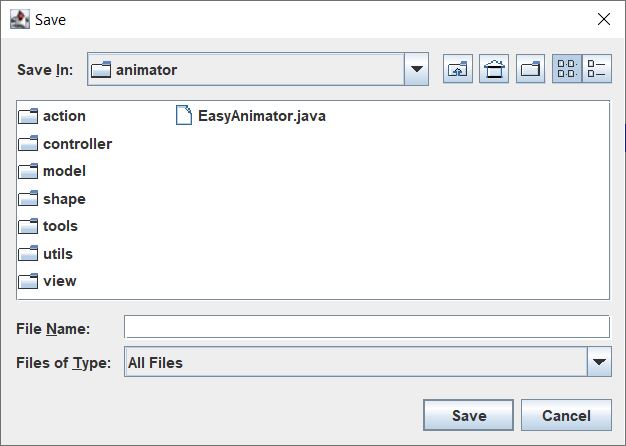 Save
Save In: animator
action EasyAnimator.java
controller
model
shape
tools
utils
view
File Name:
Files of Type: All Files
Save Cancel